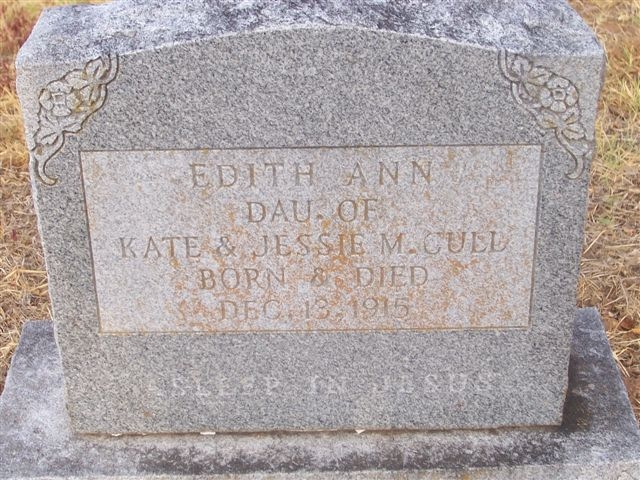 EDITH ANN
DAU. OF
KATE & JESSIE M. CULL
BORN & DIED
DEC. 13, 1915
ASLEEP IN JESUS